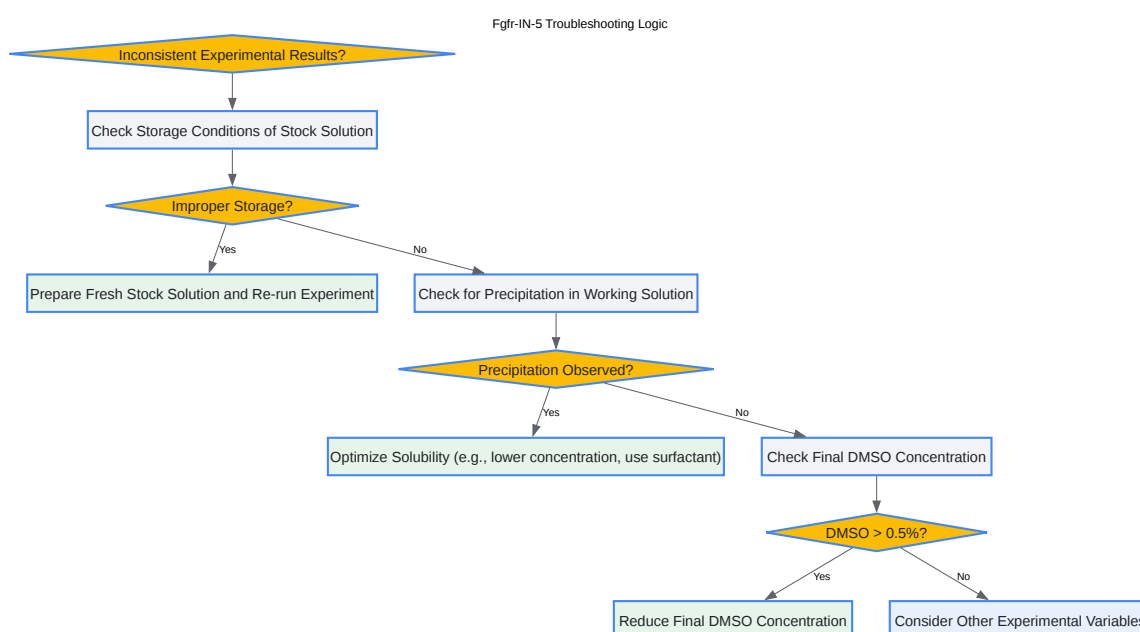 Fgfr-IN-5 Troubleshooting Logic
Inconsistent Experimental Results?
Check Storage Conditions of Stock Solution
Improper Storage?
Yes
No
Prepare Fresh Stock Solution and Re-run Experiment
Check for Precipitation in Working Solution
Precipitation Observed?
Yes
No
Optimize Solubility (e.g., lower concentration, use surfactant)
Check Final DMSO Concentration
DMSO > 0.5%?
Yes
No
Reduce Final DMSO Concentration
Consider Other Experimental Variables